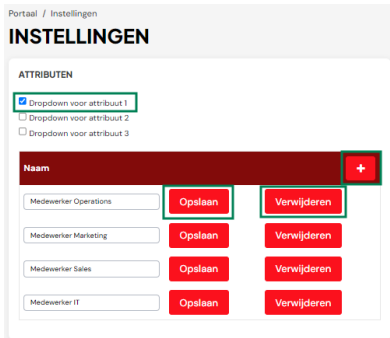 Portaal / Instellingen
INSTELLINGEN
ATTRIBUTEN
Dropdown voor attribuut 1
Dropdown voor attribuut 2
Dropdown voor attribuut 3
Naam +
Medewerker Operations Opslaan Verwijderen
Medewerker Marketing Opslaan Verwijderen
Medewerker Sales Opslaan Verwijderen
Medewerker IT Opslaan Verwijderen